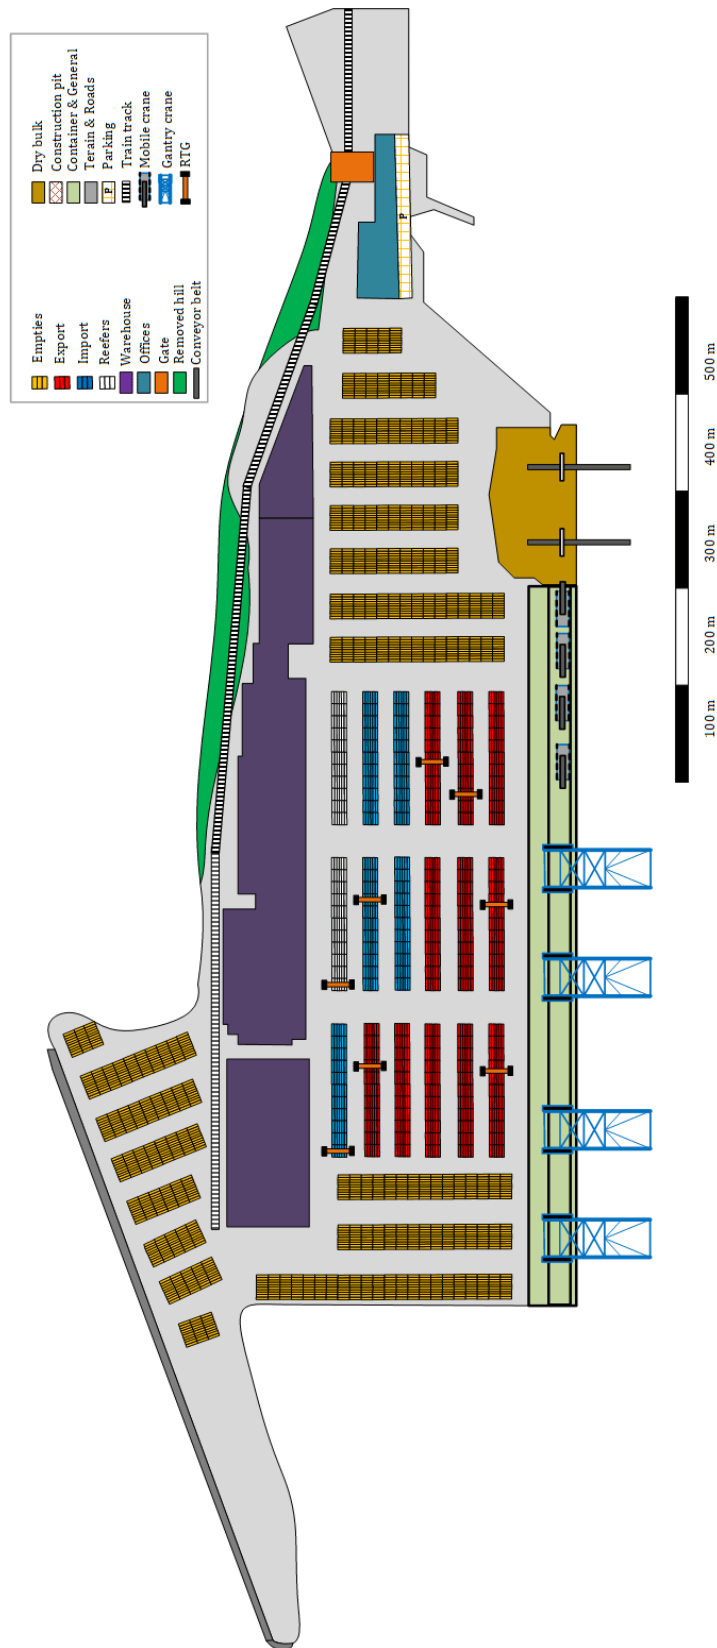 Dry bulk
Construction pit
Container & General
Terain & Roads
Parking
Train track
Mobile crane
Gantry crane
RTG
Empties
Export
Import
Reefers
Warehouse
Offices
Gate
Removed hill
Conveyor belt
P
P
500 m
400 m
300 m
200 m
100 m